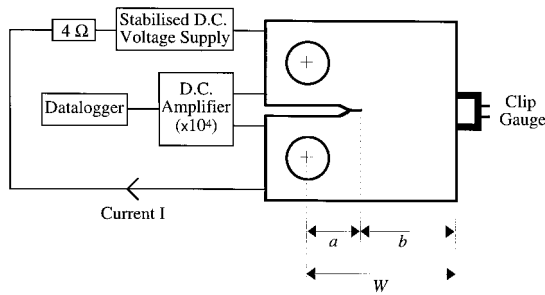 4 Ω
Stabilised D.C.
Voltage Supply
Datalogger
D.C.
Amplifier
(x10⁴)
Clip
Gauge
Current I
a
b
W